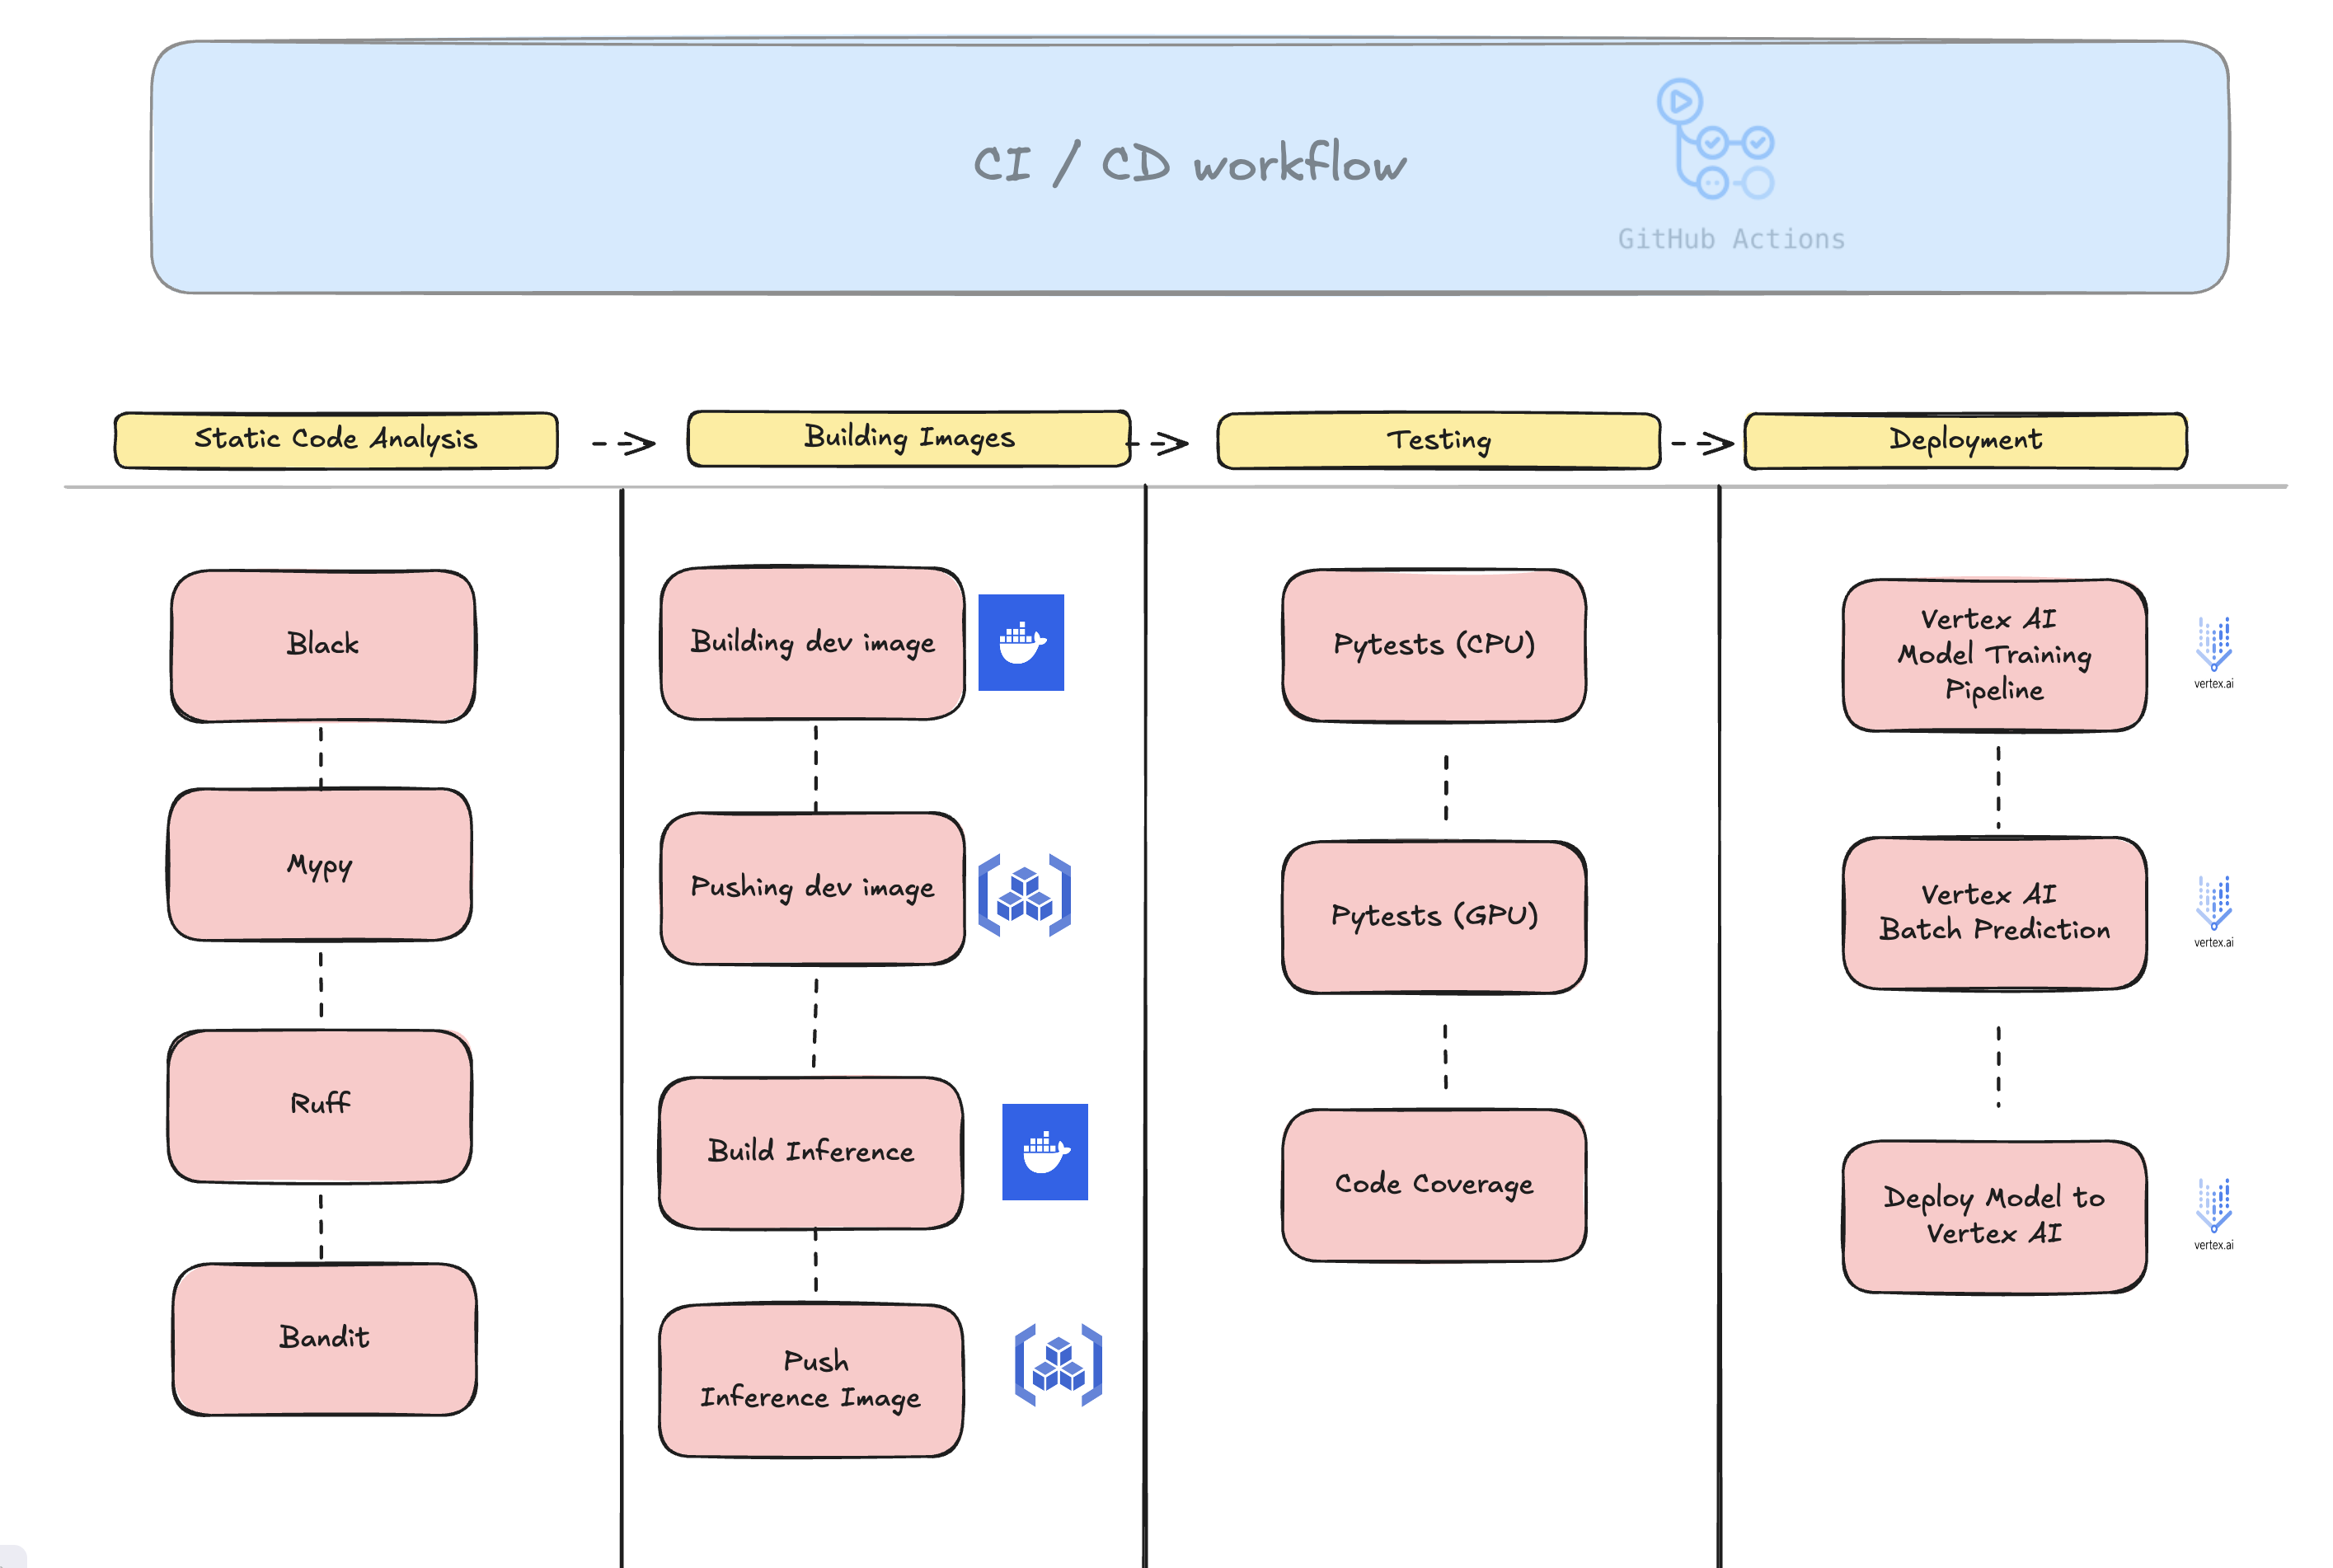 CI / CD workflow
GitHub Actions
Static Code Analysis
Building Images
Testing
Deployment
Black
Mypy
Ruff
Bandit
Building dev image
Pushing dev image
Build Inference
Push
Inference Image
Pytests (CPU)
Pytests (GPU)
Code Coverage
Vertex AI
Model Training
Pipeline
vertex.ai
Vertex AI
Batch Prediction
vertex.ai
Deploy Model to
Vertex AI
vertex.ai